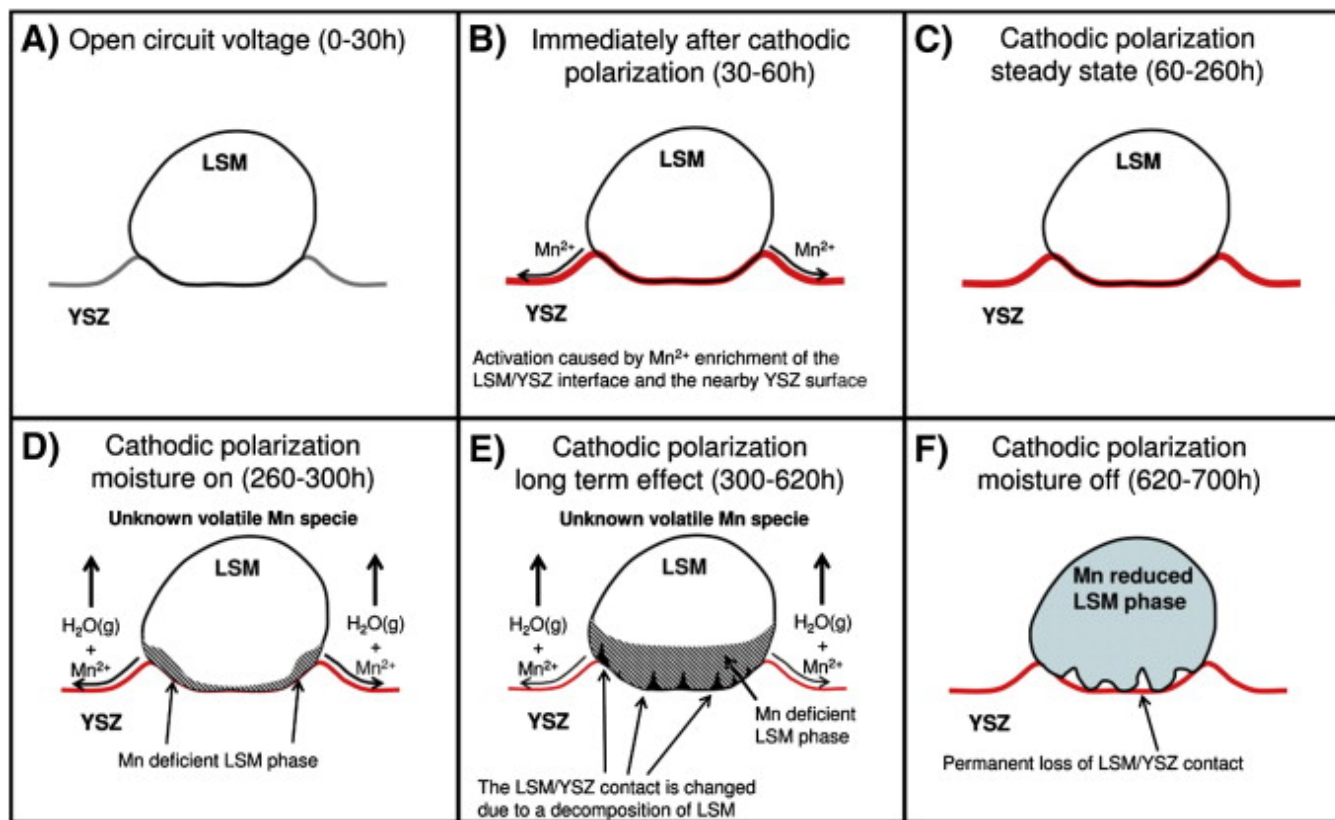 A) Open circuit voltage (0-30h)
LSM
YSZ
B) Immediately after cathodic
polarization (30-60h)
LSM
Mn²⁺ Mn²⁺
YSZ
Activation caused by Mn²⁺ enrichment of the
LSM/YSZ interface and the nearby YSZ surface
C) Cathodic polarization
steady state (60-260h)
LSM
YSZ
D) Cathodic polarization
moisture on (260-300h)
Unknown volatile Mn specie
LSM
H₂O(g) H₂O(g)
+ +
Mn²⁺ Mn²⁺
YSZ
Mn deficient LSM phase
E) Cathodic polarization
long term effect (300-620h)
Unknown volatile Mn specie
LSM
H₂O(g) H₂O(g)
+ +
Mn²⁺ Mn²⁺
YSZ
Mn deficient
LSM phase
The LSM/YSZ contact is changed
due to a decomposition of LSM
F) Cathodic polarization
moisture off (620-700h)
Mn reduced
LSM phase
YSZ
Permanent loss of LSM/YSZ contact